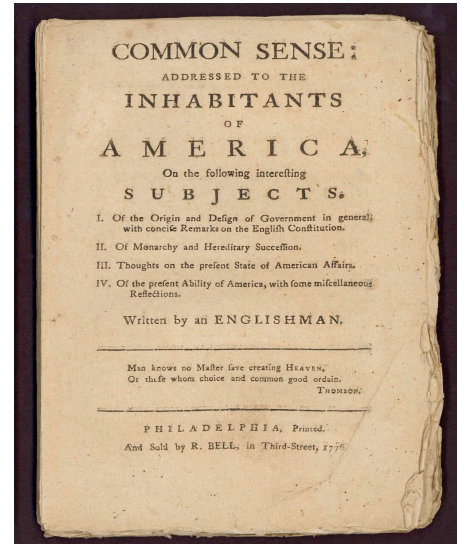 COMMON SENSE:
ADDRESSED TO THE
INHABITANTS
OF
AMERICA,
On the following intereſting
SUBJECTS.
I. Of the Origin and Deſign of Government in general;
with conciſe Remarks on the Engliſh Conſtitution.
II. Of Monarchy and Hereditary Succeſſion.
III. Thoughts on the preſent State of American Affairs.
IV. Of the preſent Ability of America, with ſome miſcellaneous
Reflections.
Written by an ENGLISHMAN.
Man knows no Maſter ſave creating HEAVEN,
Or thoſe whom choice and common good ordain.
THOMSON.
PHILADELPHIA, Printed.
And Sold by R. BELL, in Third-Street, 1776.